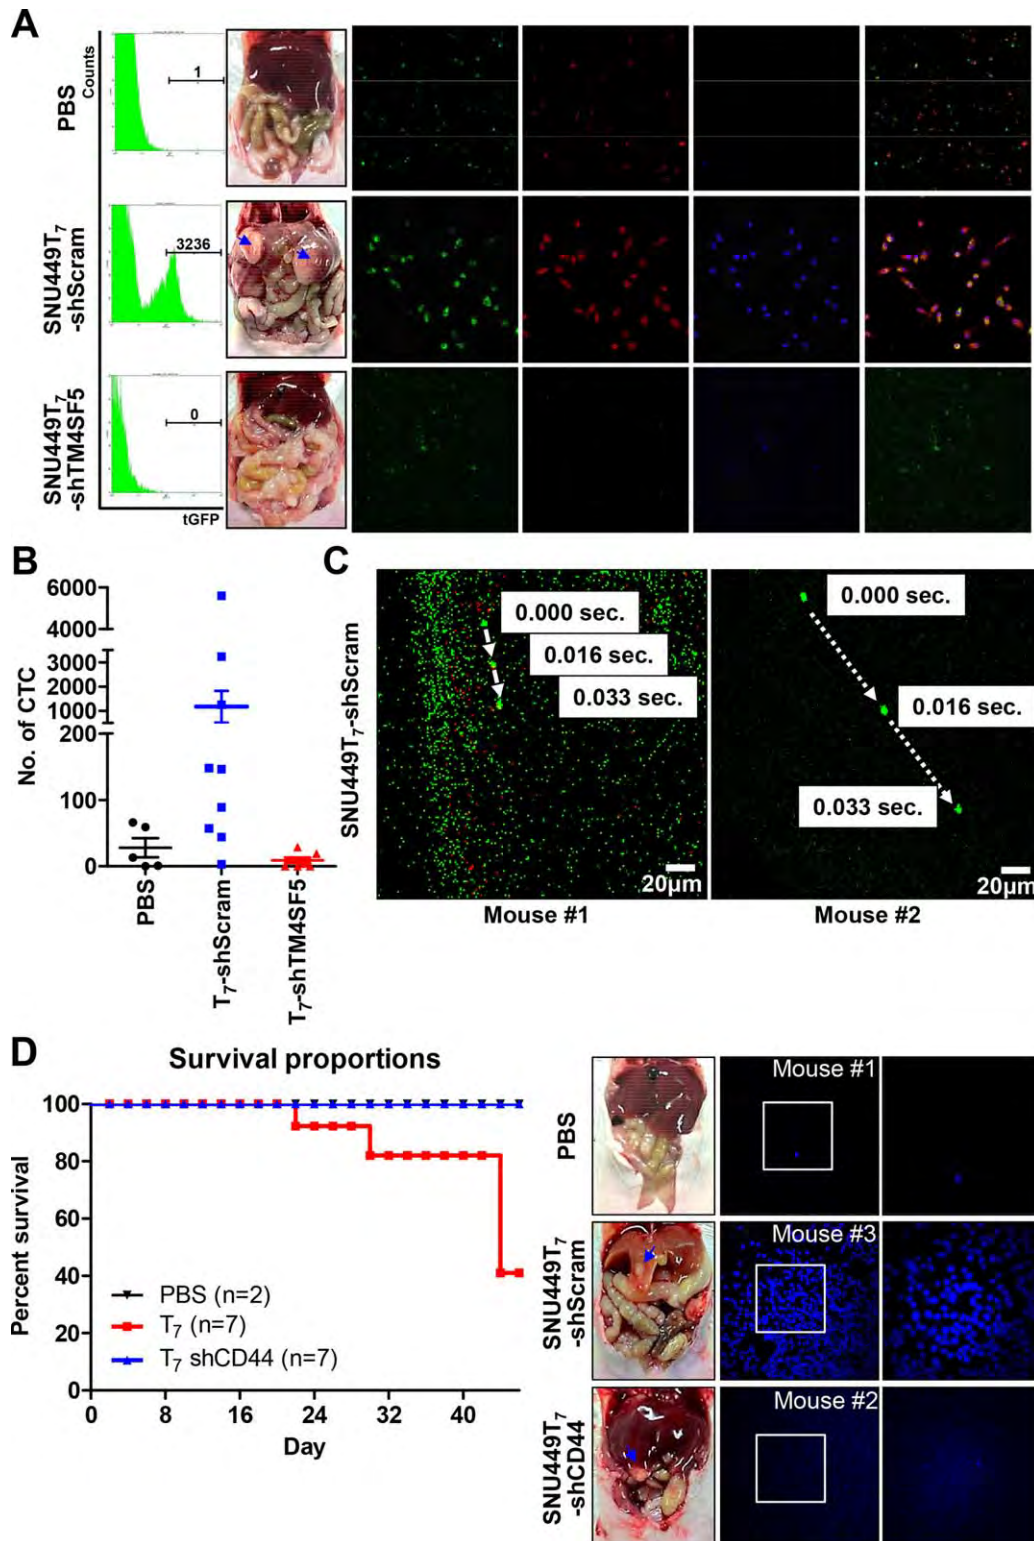 A
PBS
Counts
1
SNU449T7
-shScram
3236
SNU449T7
-shTM4SF5
0
tGFP
B
No. of CTC
6000
4000
3000
2000
1000
200
100
0
PBS
T7-shScram
T7-shTM4SF5
C
SNU449T7-shScram
0.000 sec.
0.016 sec.
0.033 sec.
20µm
Mouse #1
0.000 sec.
0.016 sec.
0.033 sec.
20µm
Mouse #2
D
Survival proportions
Percent survival
100
80
60
40
20
0
PBS (n=2)
T7 (n=7)
T7 shCD44 (n=7)
0 8 16 24 32 40
Day
PBS
Mouse #1
SNU449T7
-shScram
Mouse #3
SNU449T7
-shCD44
Mouse #2